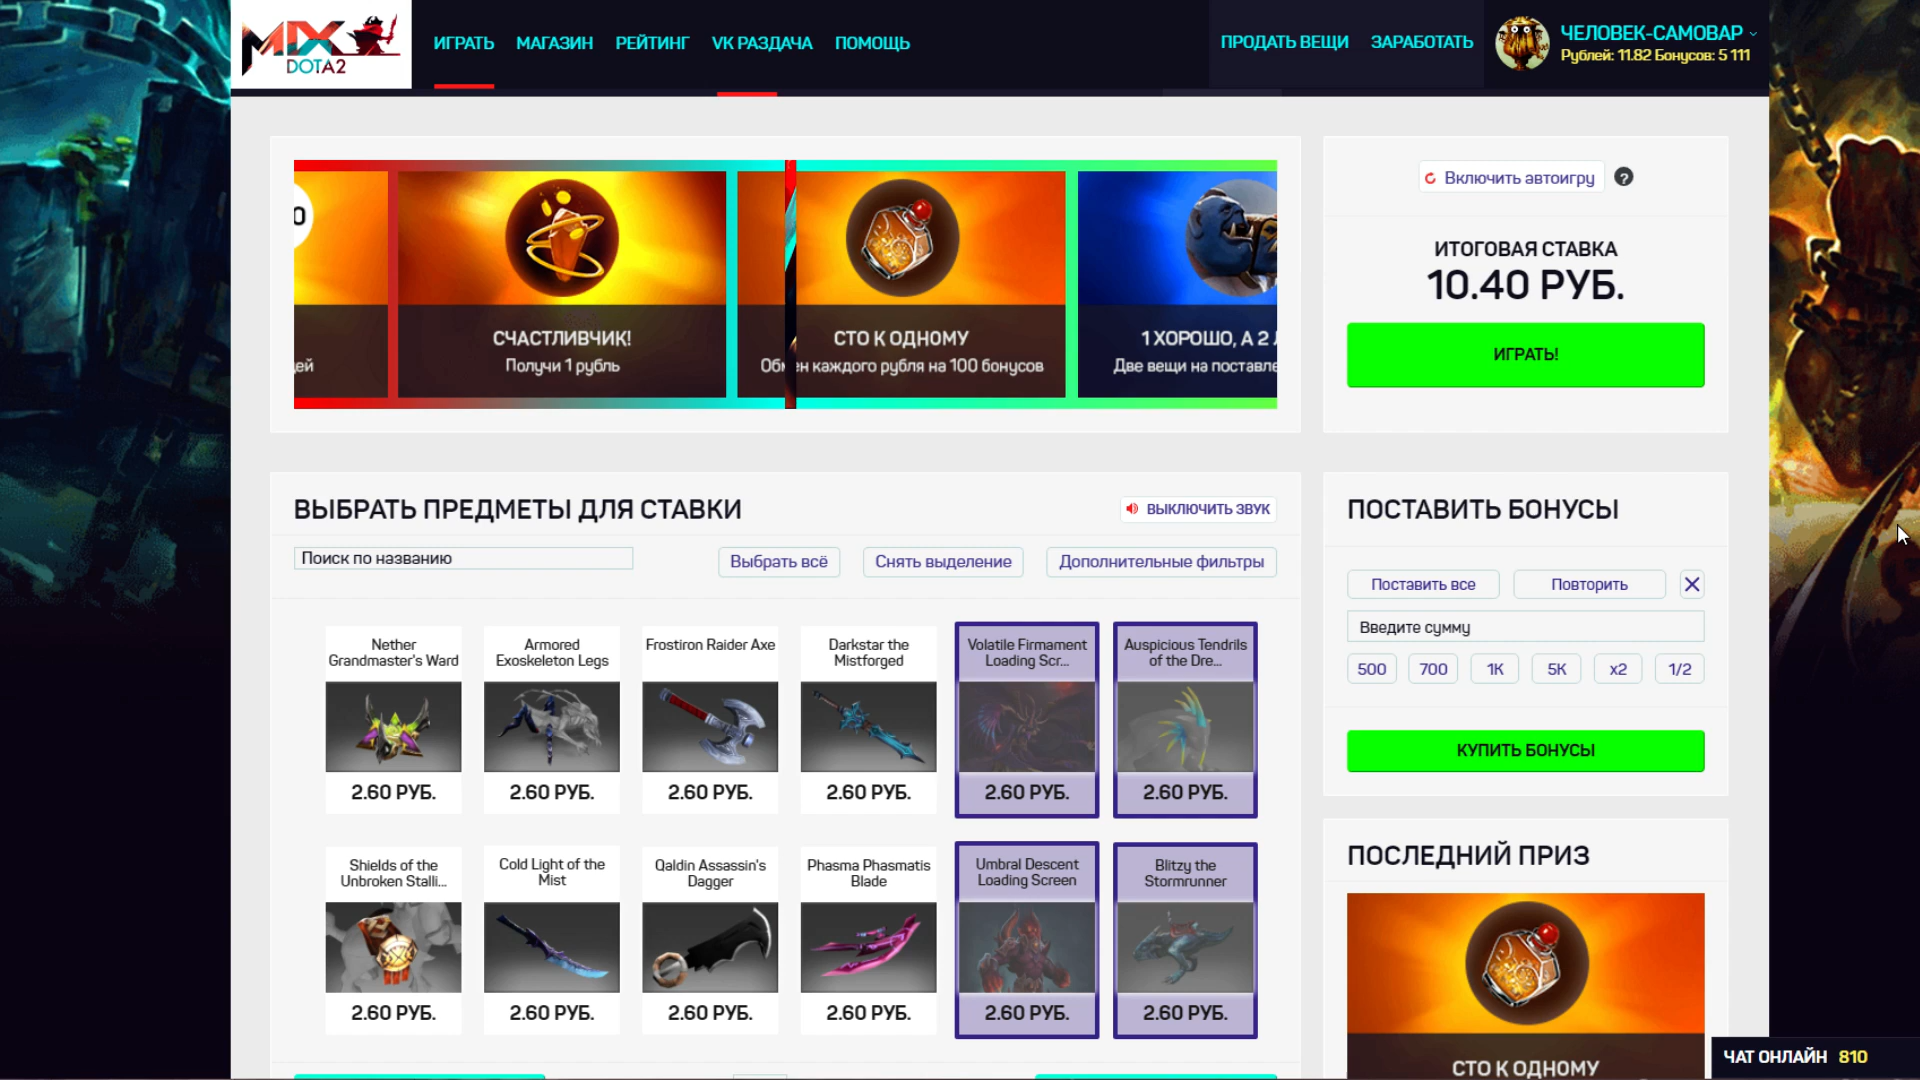 MIX
DOTA2
ИГРАТЬ
МАГАЗИН
РЕЙТИНГ
VK РАЗДАЧА
ПОМОЩЬ
ПРОДАТЬ ВЕЩИ
ЗАРАБОТАТЬ
ЧЕЛОВЕК-САМОВАР
Рублей: 11.82 Бонусов: 5 111
СЧАСТЛИВЧИК!
Получи 1 рубль
СТО К ОДНОМУ
Обмен каждого рубля на 100 бонусов
1 ХОРОШО, А 2
Две вещи на поставле
Включить автоигру
?
ИТОГОВАЯ СТАВКА
10.40 РУБ.
ИГРАТЬ!
ВЫБРАТЬ ПРЕДМЕТЫ ДЛЯ СТАВКИ
ВЫКЛЮЧИТЬ ЗВУК
Поиск по названию
Выбрать всё
Снять выделение
Дополнительные фильтры
Nether
Grandmaster's Ward
2.60 РУБ.
Armored
Exoskeleton Legs
2.60 РУБ.
Frostiron Raider Axe
2.60 РУБ.
Darkstar the
Mistforged
2.60 РУБ.
Volatile Firmament
Loading Scr...
2.60 РУБ.
Auspicious Tendrils
of the Dre...
2.60 РУБ.
Shields of the
Unbroken Stalli...
2.60 РУБ.
Cold Light of the
Mist
2.60 РУБ.
Qaldin Assassin's
Dagger
2.60 РУБ.
Phasma Phasmatis
Blade
2.60 РУБ.
Umbral Descent
Loading Screen
2.60 РУБ.
Blitzy the
Stormrunner
2.60 РУБ.
ПОСТАВИТЬ БОНУСЫ
Поставить все
Повторить
Введите сумму
500
700
1K
5K
x2
1/2
КУПИТЬ БОНУСЫ
ПОСЛЕДНИЙ ПРИЗ
СТО К ОДНОМУ
ЧАТ ОНЛАЙН 810